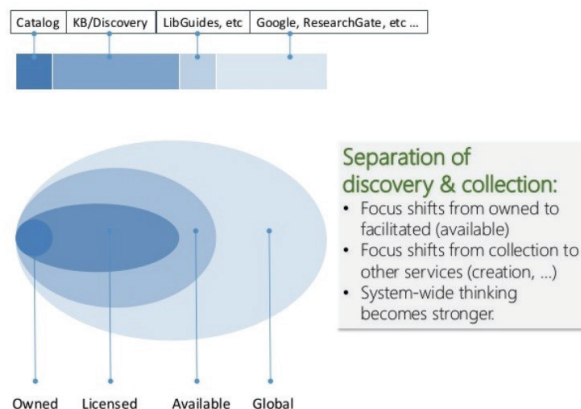 Catalog KB/Discovery LibGuides, etc Google, ResearchGate, etc ...
Separation of
discovery & collection:
• Focus shifts from owned to
facilitated (available)
• Focus shifts from collection to
other services (creation, ...)
• System-wide thinking
becomes stronger.
Owned Licensed Available Global